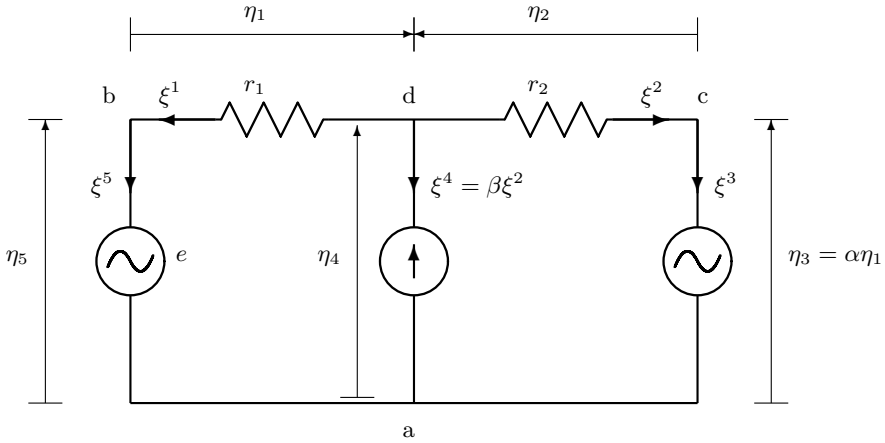 η₁ η₂
b ξ¹ r₁ d r₂ ξ² c
ξ⁵ ξ⁴ = βξ² ξ³
η₅ e η₄ η₃ = αη₁
a